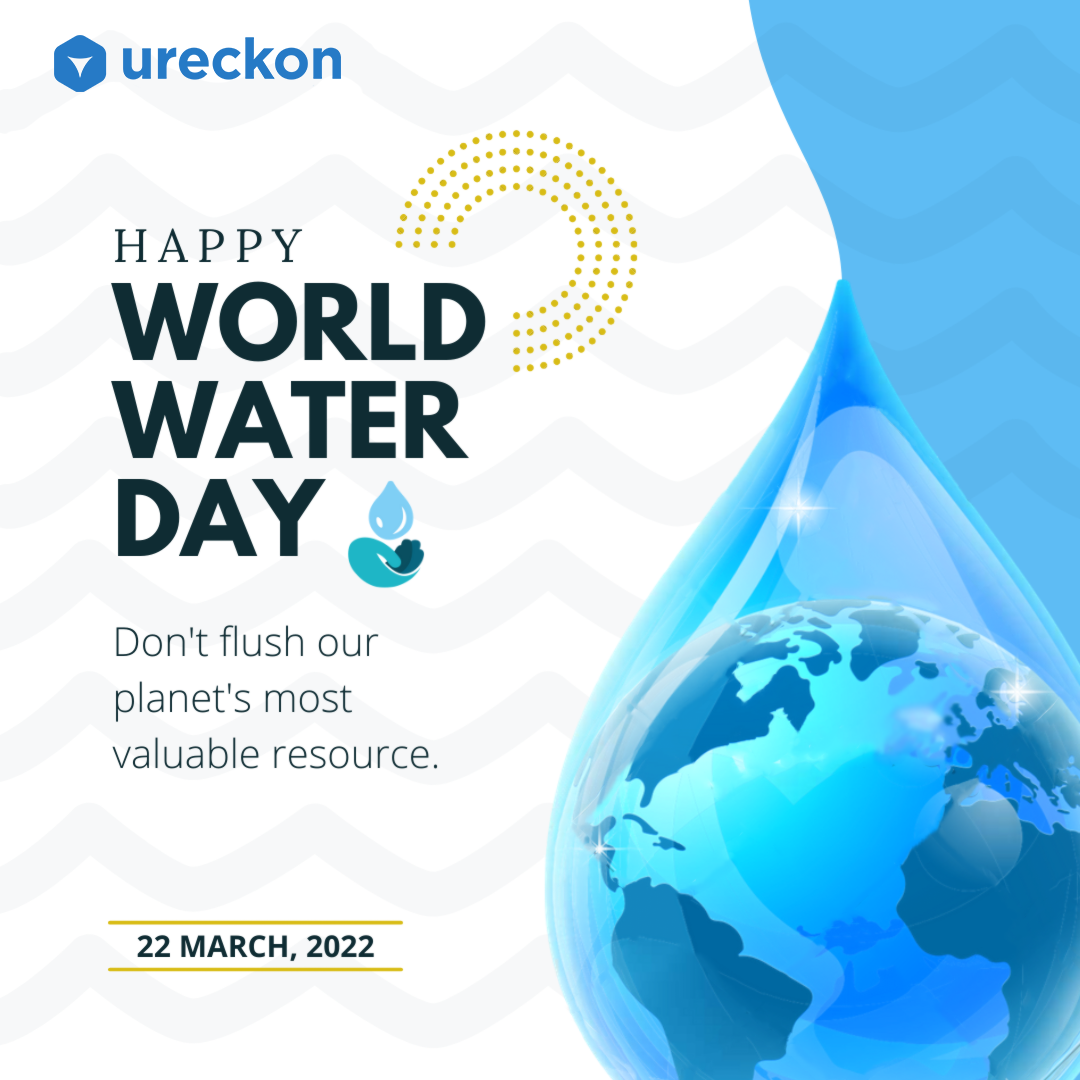 ureckon
HAPPY
WORLD
WATER
DAY
Don't flush our
planet's most
valuable resource.
22 MARCH, 2022